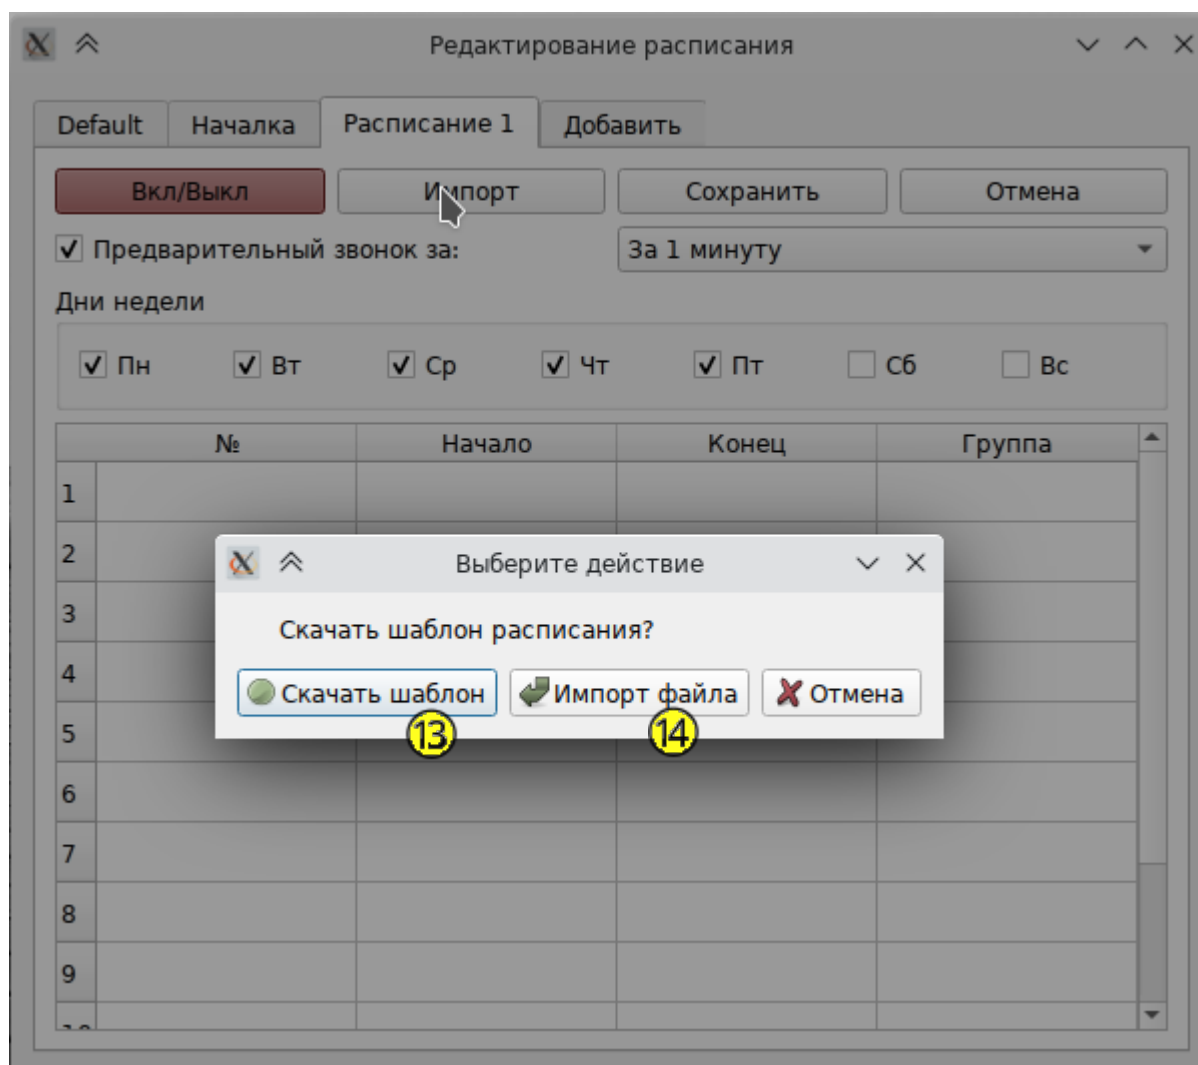 Редактирование расписания
Default Началка Расписание 1 Добавить
Вкл/Выкл Импорт Сохранить Отмена
Предварительный звонок за: За 1 минуту
Дни недели
Пн Вт Ср Чт Пт Сб Вс
№ Начало Конец Группа
1
2
Выберите действие
3
Скачать шаблон расписания?
4
Скачать шаблон Импорт файла Отмена
5
13 14
6
7
8
9